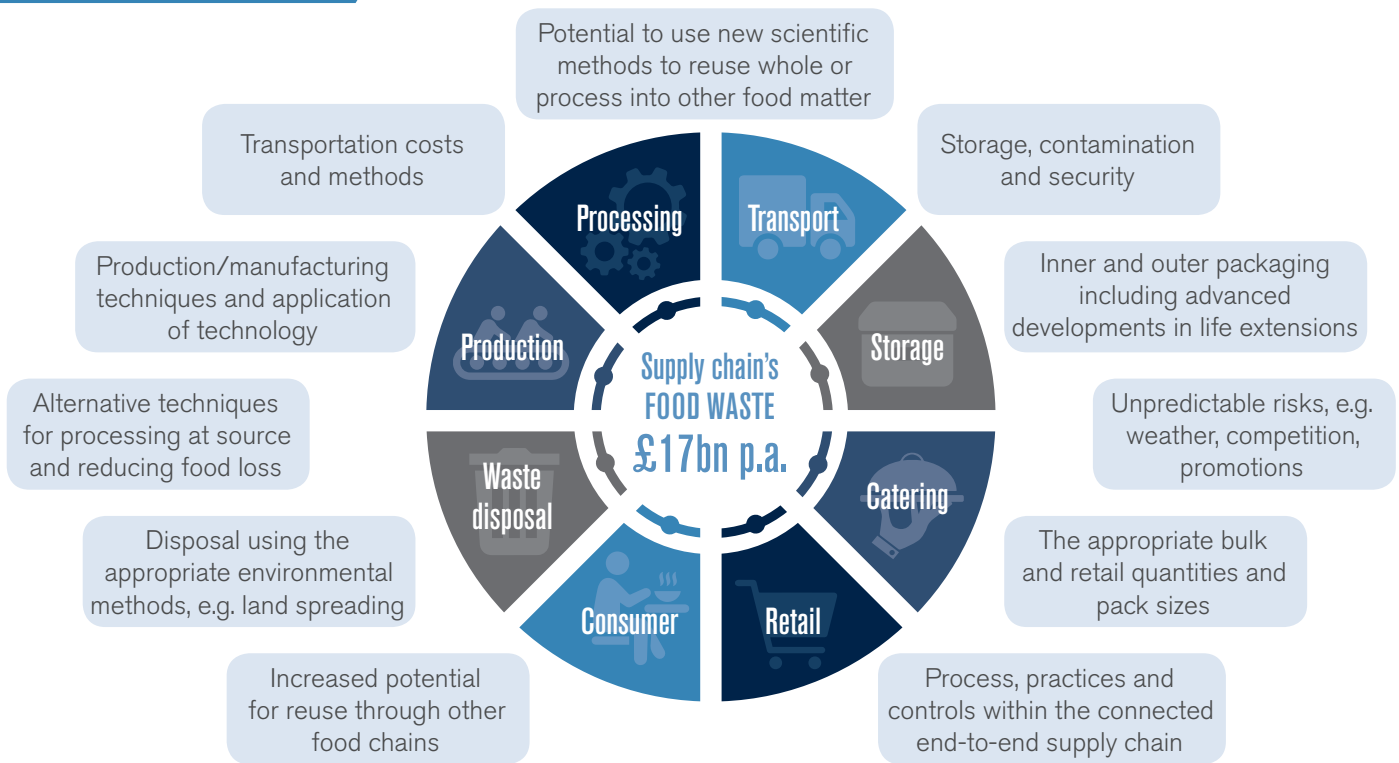 Potential to use new scientific
methods to reuse whole or
process into other food matter
Transportation costs
and methods
Storage, contamination
and security
Processing
Transport
Production/manufacturing
techniques and application
of technology
Inner and outer packaging
including advanced
developments in life extensions
Production
Storage
Supply chain's
FOOD WASTE
£17bn p.a.
Alternative techniques
for processing at source
and reducing food loss
Unpredictable risks, e.g.
weather, competition,
promotions
Waste
disposal
Catering
Disposal using the
appropriate environmental
methods, e.g. land spreading
The appropriate bulk
and retail quantities and
pack sizes
Consumer
Retail
Increased potential
for reuse through other
food chains
Process, practices and
controls within the connected
end-to-end supply chain